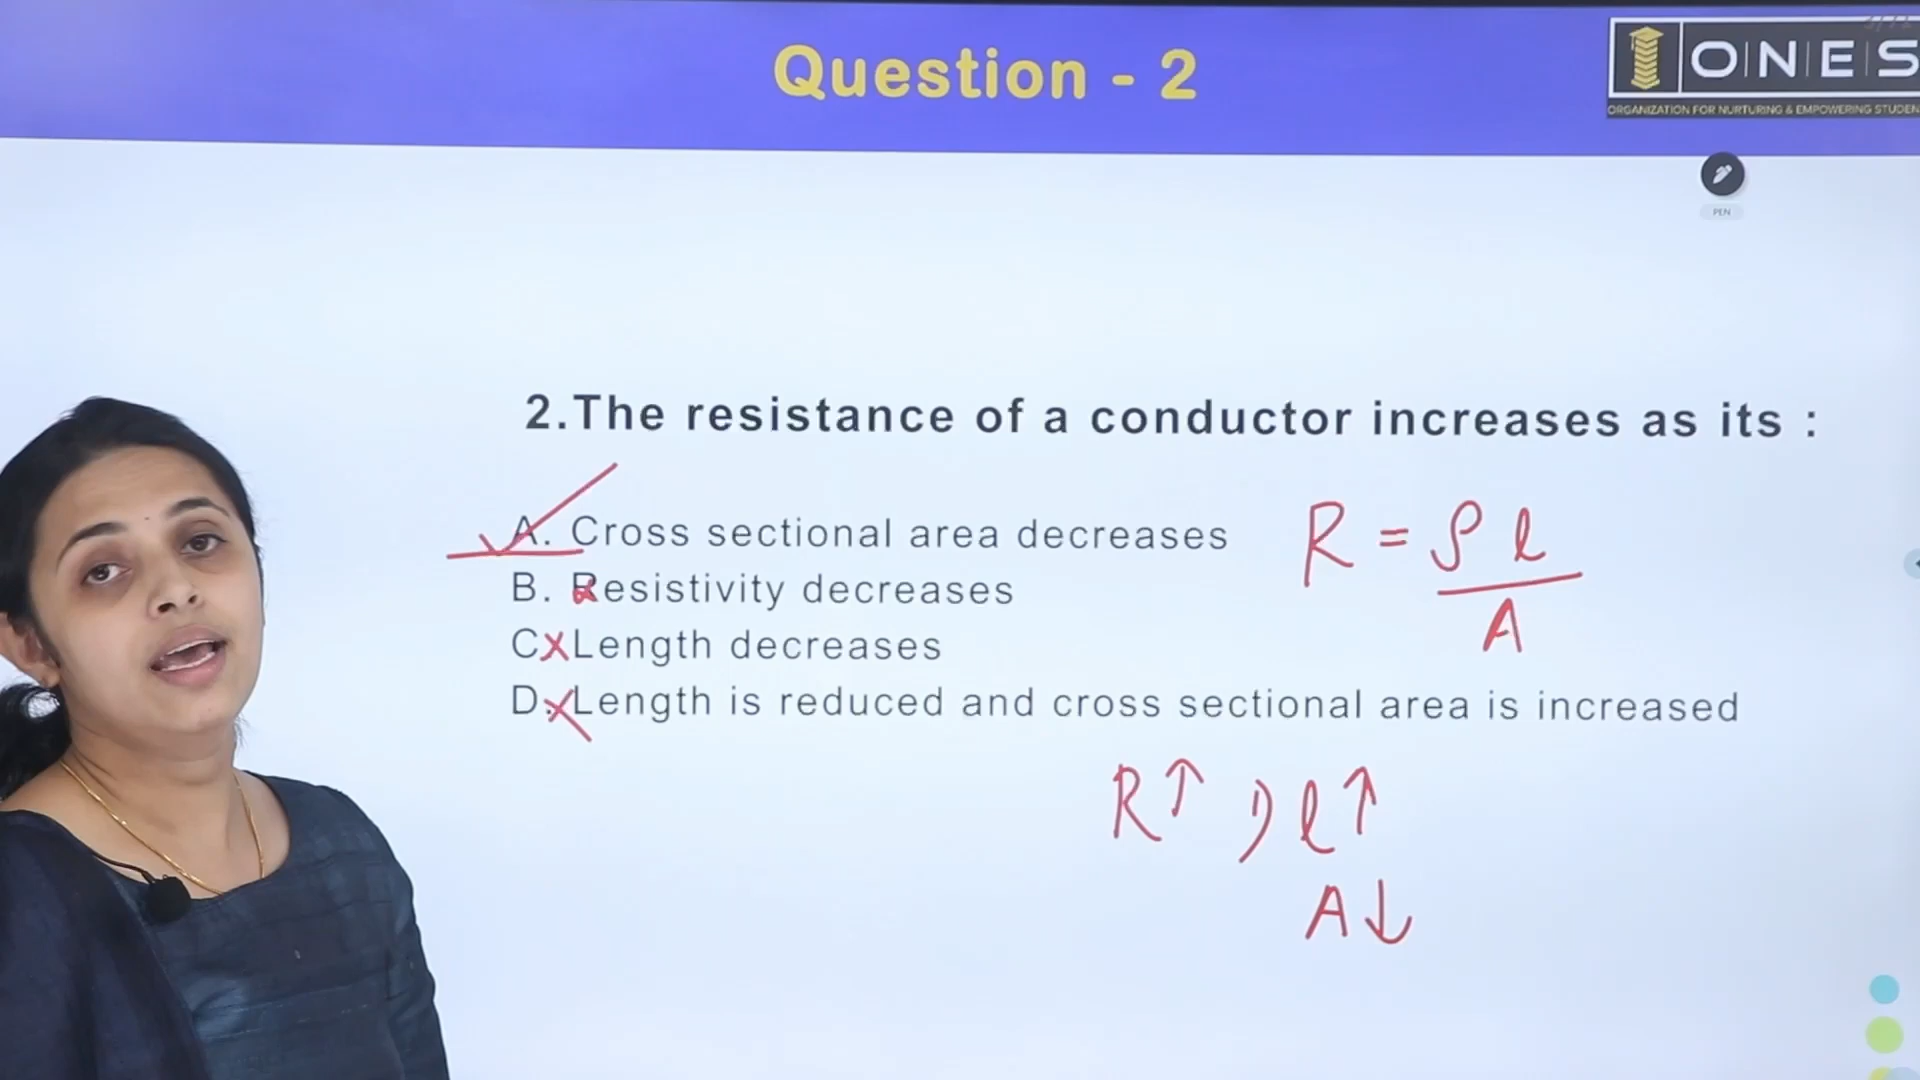 Question - 2
ONES
ORGANIZATION FOR NURTURING & EMPOWERING STUDEN
PEN
2.The resistance of a conductor increases as its :
A. Cross sectional area decreases
B. Resistivity decreases
C Length decreases
D. Length is reduced and cross sectional area is increased
R = ρ l
A
R↑ ) l↑
A↓